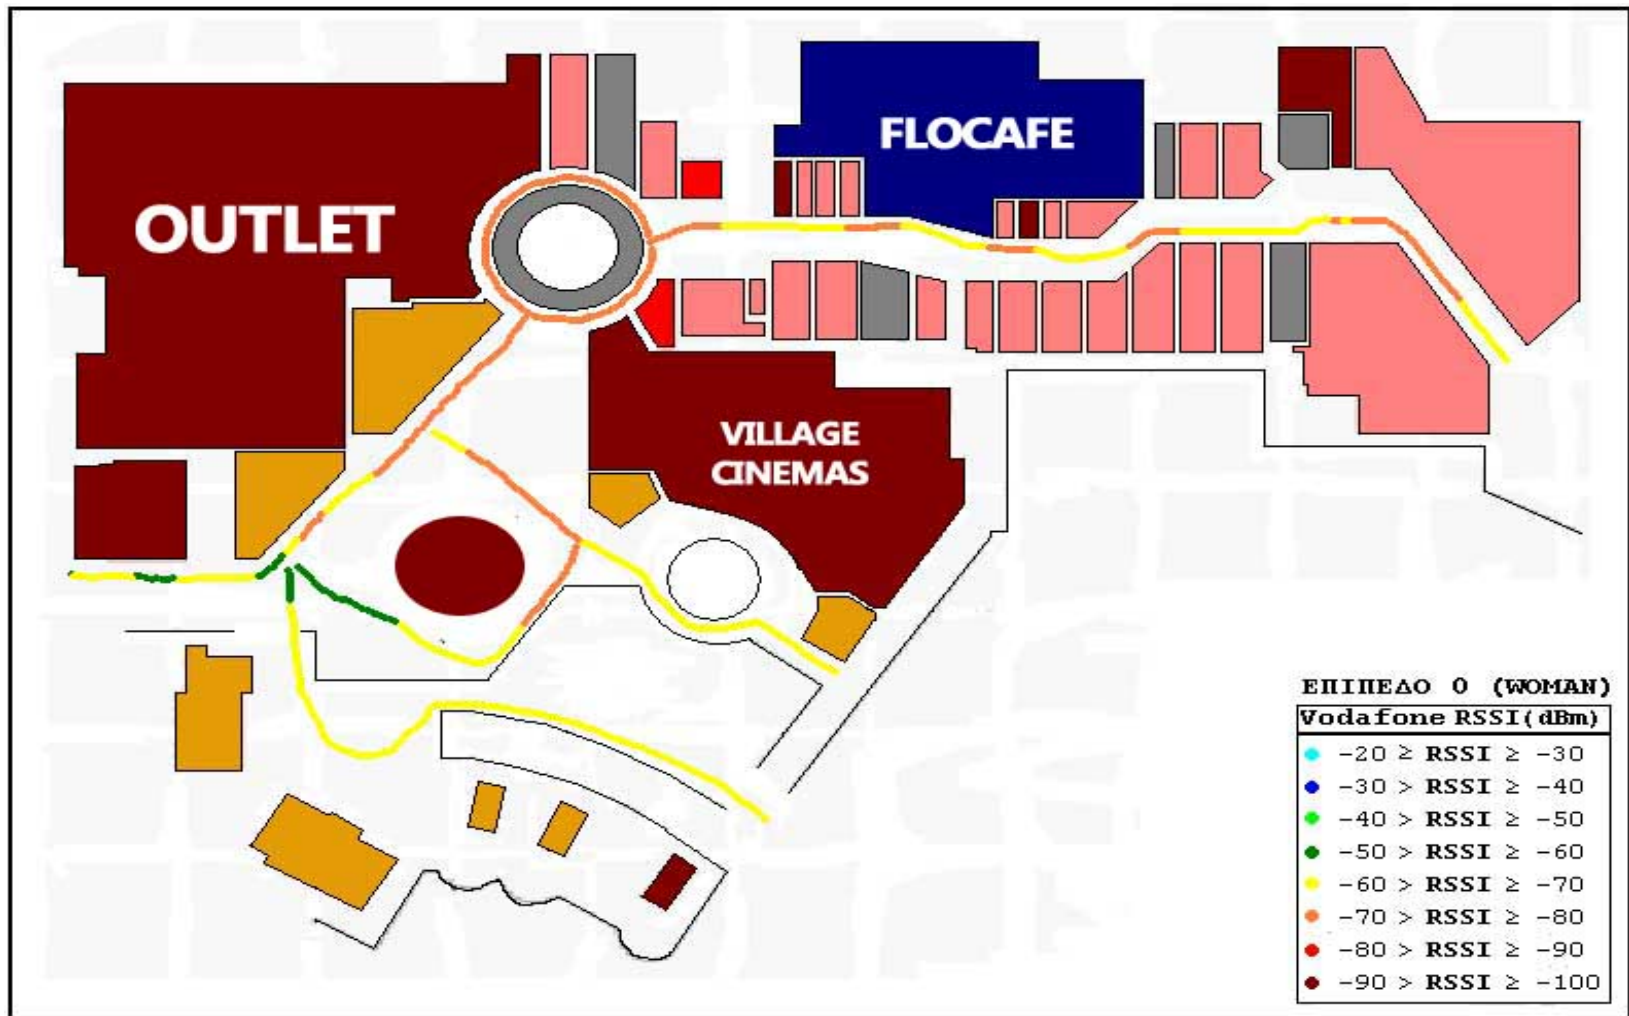 OUTLET
FLOCAFE
VILLAGE
CINEMAS
ΕΠΙΠΕΔΟ 0 (WOMAN)
Vodafone RSSI(dBm)
-20 ≥ RSSI ≥ -30
-30 > RSSI ≥ -40
-40 > RSSI ≥ -50
-50 > RSSI ≥ -60
-60 > RSSI ≥ -70
-70 > RSSI ≥ -80
-80 > RSSI ≥ -90
-90 > RSSI ≥ -100